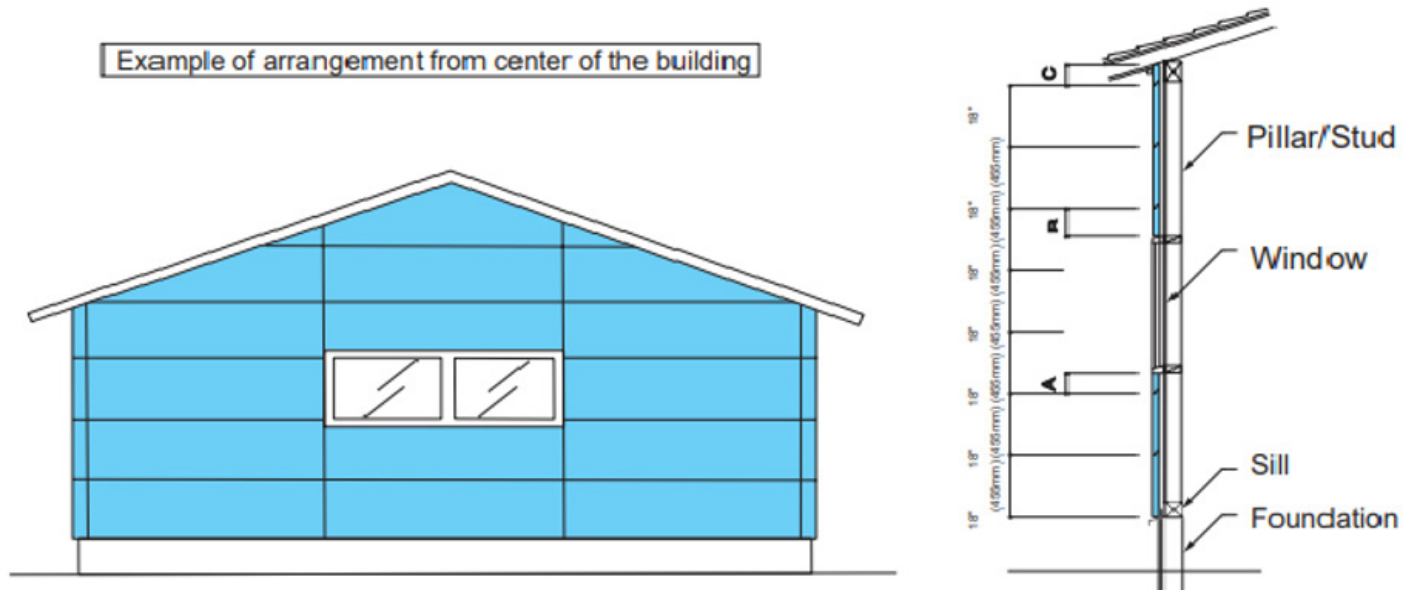 Example of arrangement from center of the building
C
18"
Pillar/Stud
18"
B
18"
Window
18"
A
18"
18"
Sill
18"
Foundation
(455mm) (455mm) (455mm) (455mm) (455mm) (455mm) (455mm)